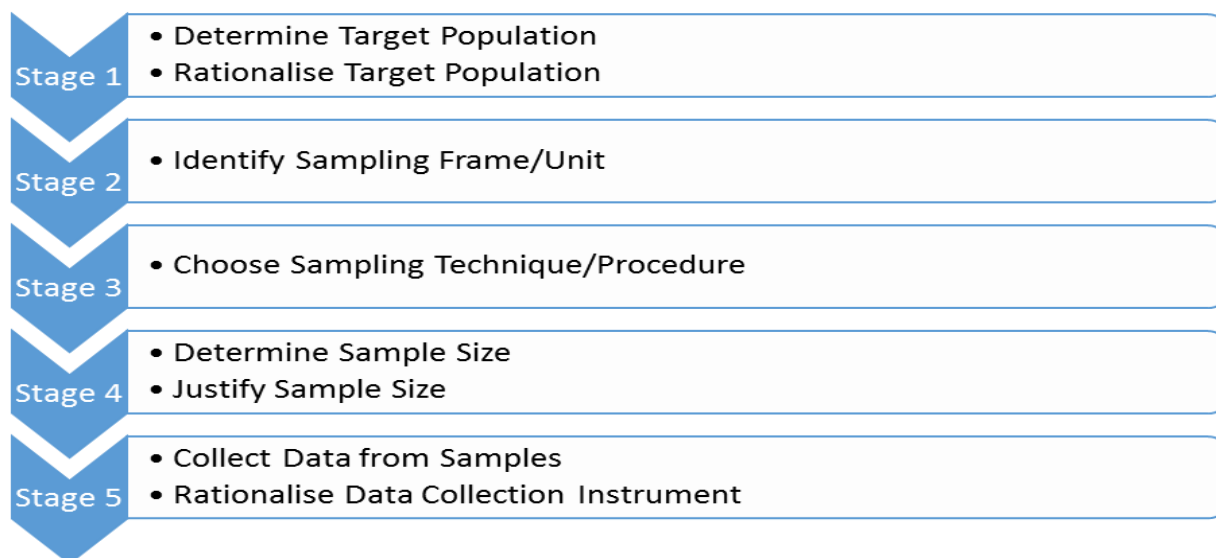 Stage 1
• Determine Target Population
• Rationalise Target Population
Stage 2
• Identify Sampling Frame/Unit
Stage 3
• Choose Sampling Technique/Procedure
Stage 4
• Determine Sample Size
• Justify Sample Size
Stage 5
• Collect Data from Samples
• Rationalise Data Collection Instrument